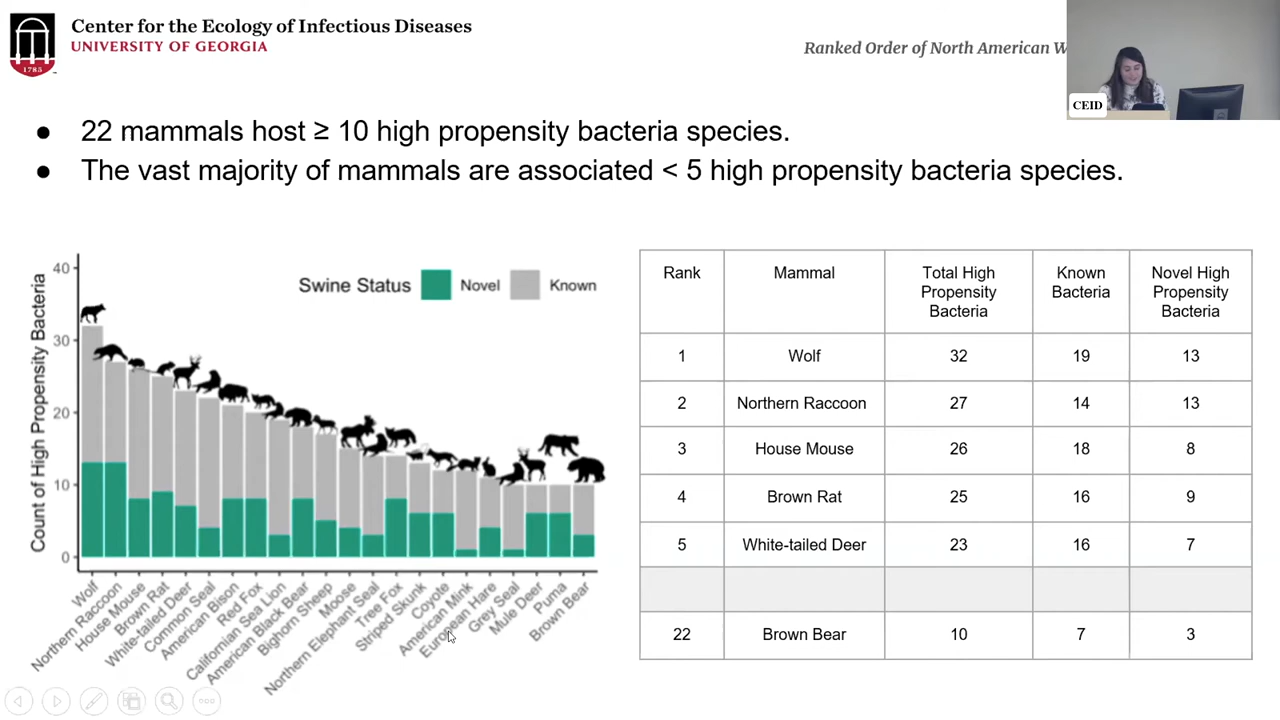 Center for the Ecology of Infectious Diseases
UNIVERSITY OF GEORGIA
1785
Ranked Order of North American W
CEID
● 22 mammals host ≥ 10 high propensity bacteria species.
● The vast majority of mammals are associated < 5 high propensity bacteria species.
Count of High Propensity Bacteria
40
30
20
10
0
Swine Status Novel Known
Wolf
Northern Raccoon
House Mouse
Brown Rat
White-tailed Deer
Common Seal
American Bison
Red Fox
California Sea Lion
American Black Bear
Bighorn Sheep
Moose
Northern Elephant Seal
Tree Fox
Striped Skunk
Coyote
American Mink
European Hare
Grey Seal
Mule Deer
Puma
Brown Bear
Rank Mammal Total High Propensity Bacteria Known Bacteria Novel High Propensity Bacteria
1 Wolf 32 19 13
2 Northern Raccoon 27 14 13
3 House Mouse 26 18 8
4 Brown Rat 25 16 9
5 White-tailed Deer 23 16 7
22 Brown Bear 10 7 3